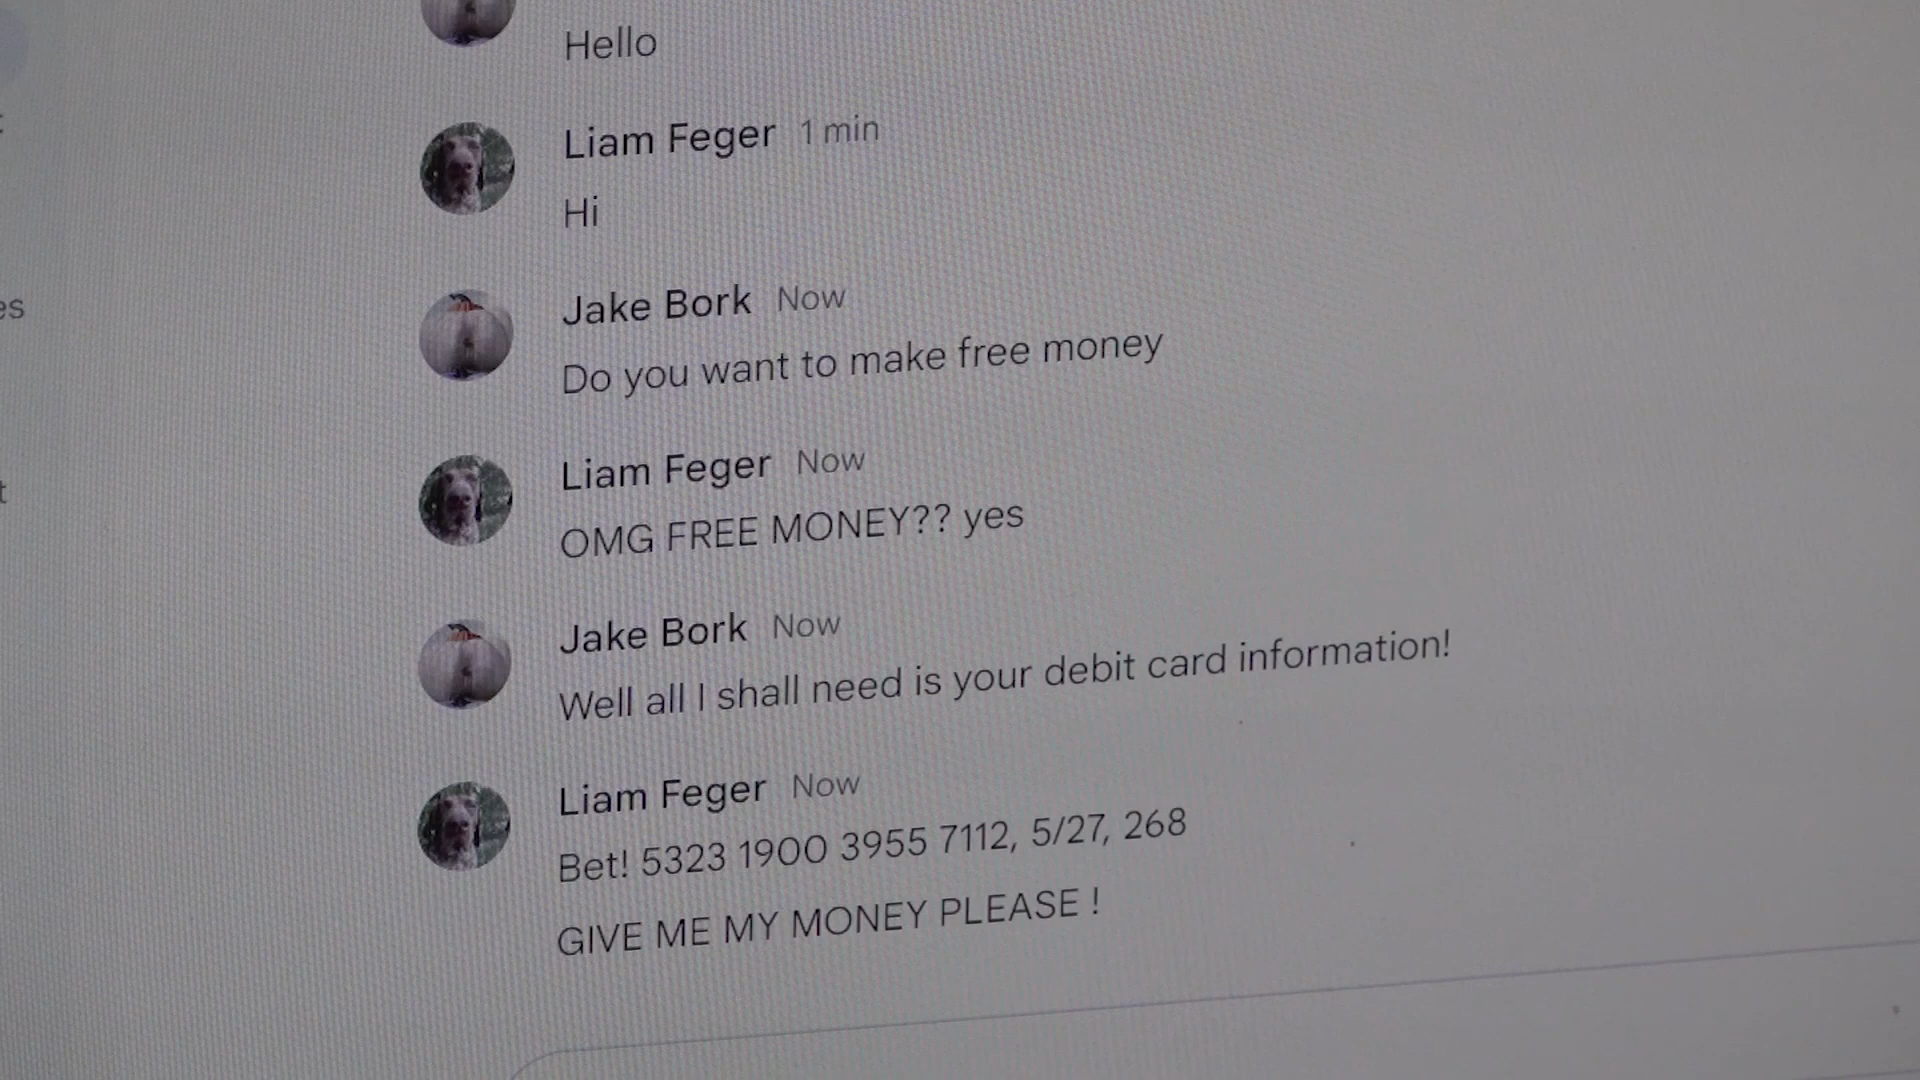 Hello
Liam Feger 1 min
Hi
Jake Bork Now
Do you want to make free money
Liam Feger Now
OMG FREE MONEY?? yes
Jake Bork Now
Well all I shall need is your debit card information!
Liam Feger Now
Bet! 5323 1900 3955 7112, 5/27, 268
GIVE ME MY MONEY PLEASE !